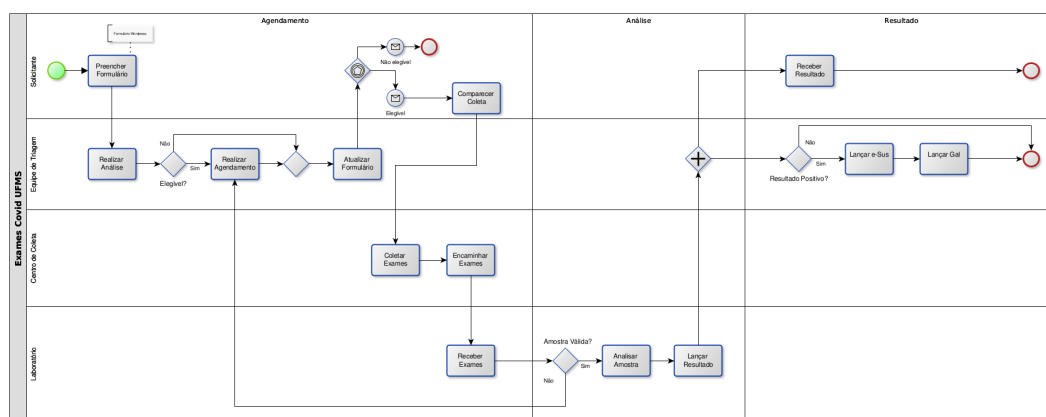 Exames Covid UFMS
Agendamento
Análise
Resultado
Solicitante
Formulário Wordpress
Preencher
Formulário
Não elegível
Elegível
Comparecer
Coleta
Receber
Resultado
Equipe de Triagem
Realizar
Análise
Não
Sim
Elegível?
Realizar
Agendamento
Atualizar
Formulário
Não
Sim
Resultado Positivo?
Lançar e-Sus
Lançar Gal
Centro de Coleta
Coletar
Exames
Encaminhar
Exames
Laboratório
Receber
Exames
Amostra Válida?
Sim
Não
Analisar
Amostra
Lançar
Resultado